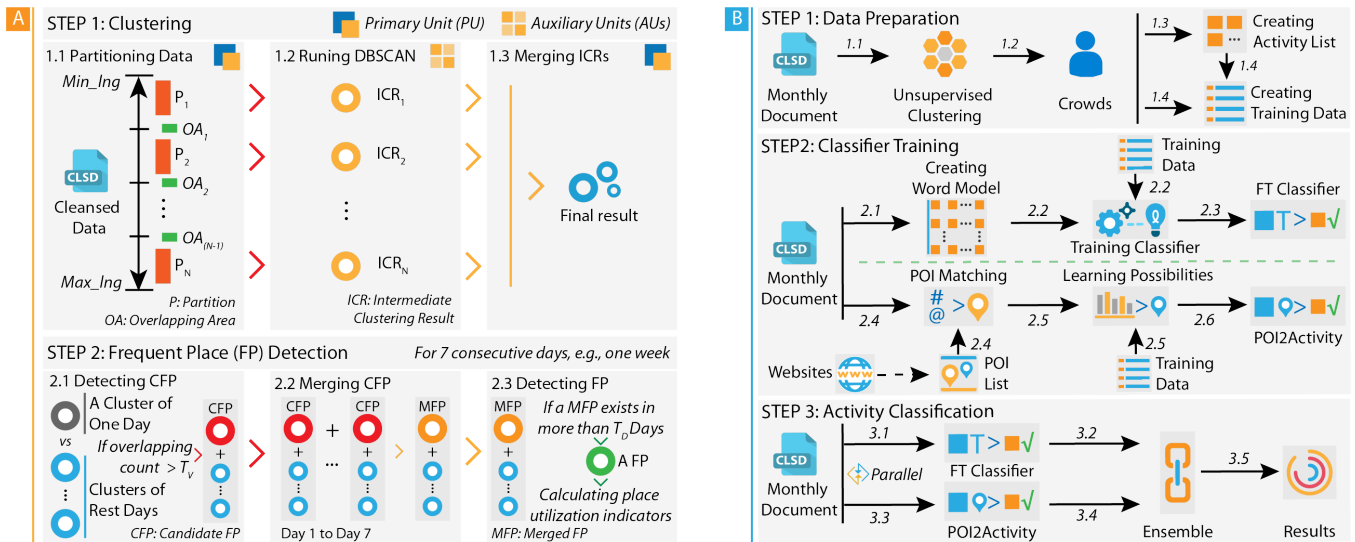 A
STEP 1: Clustering
Primary Unit (PU)
Auxiliary Units (AUs)
1.1 Partitioning Data
Min_lng
P1
OA1
P2
CLSD
OA2
Cleansed
Data
OA(N-1)
PN
Max_lng
P: Partition
OA: Overlapping Area
1.2 Runing DBSCAN
ICR1
ICR2
ICRN
ICR: Intermediate
Clustering Result
1.3 Merging ICRs
Final result
STEP 2: Frequent Place (FP) Detection
For 7 consecutive days, e.g., one week
2.1 Detecting CFP
A Cluster of
One Day
vs
If overlapping
count > TV
Clusters of
Rest Days
CFP
+
CFP: Candidate FP
2.2 Merging CFP
CFP
CFP
MFP
+
+
+
+
...
Day 1 to Day 7
2.3 Detecting FP
MFP
+
If a MFP exists in
more than TD Days
A FP
Calculating place
utilization indicators
MFP: Merged FP
B
STEP 1: Data Preparation
CLSD
Monthly
Document
1.1
Unsupervised
Clustering
1.2
Crowds
1.3
Creating
Activity List
1.4
1.4
Creating
Training Data
STEP2: Classifier Training
Creating
Word Model
Training
Data
2.1
2.2
2.2
2.3
FT Classifier
T > √
Training Classifier
CLSD
Monthly
Document
POI Matching
Learning Possibilities
# @ >
>
> √
2.4
2.5
2.6
POI2Activity
2.4
2.5
Websites
www
POI
List
Training
Data
STEP 3: Activity Classification
CLSD
Monthly
Document
3.1
T > √
3.2
FT Classifier
Parallel
3.3
> √
3.4
POI2Activity
Ensemble
3.5
Results